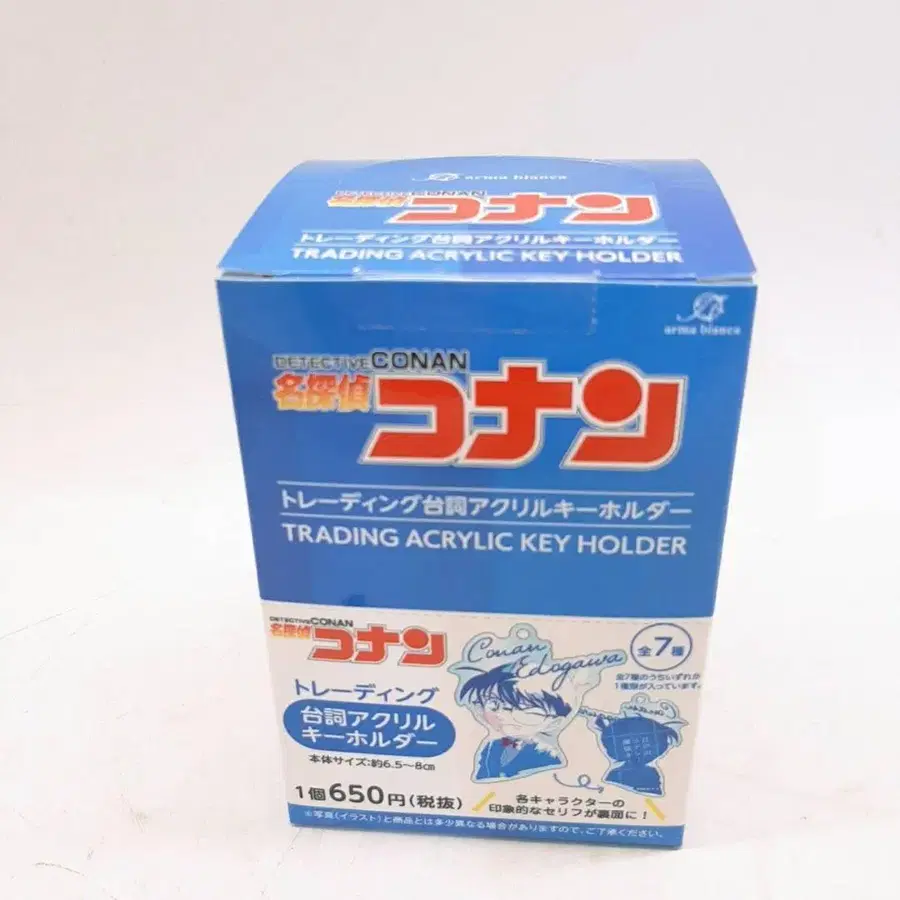 arma bianca
DETECTIVE CONAN
名探偵 コナン
トレーディング台詞アクリルキーホルダー
TRADING ACRYLIC KEY HOLDER
arma bianca
DETECTIVE CONAN
名探偵 コナン
トレーディング台詞アクリルキーホルダー
TRADING ACRYLIC KEY HOLDER
DETECTIVE CONAN
名探偵 コナン
トレーディング
台詞アクリル
キーホルダー
本体サイズ:約6.5~8cm
1個650円(税抜)
Conan
Edogawa
全7種
全7種のうちいずれか
1種類が入っています。
各キャラクターの
印象的なセリフが裏面に!
※写真(イラスト)と商品とは多少異なる場合がありますので、ご了承ください。